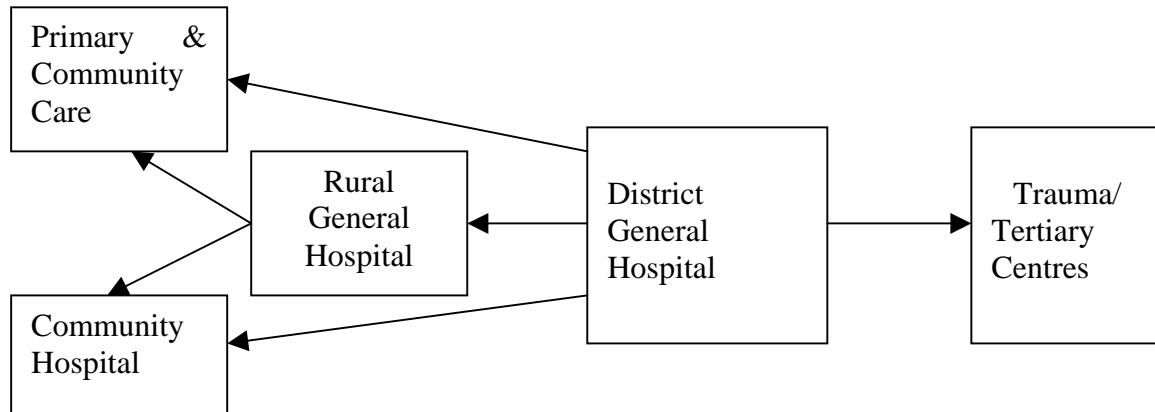 Primary &
Community
Care
Rural
General
Hospital
District
General
Hospital
Trauma/
Tertiary
Centres
Community
Hospital